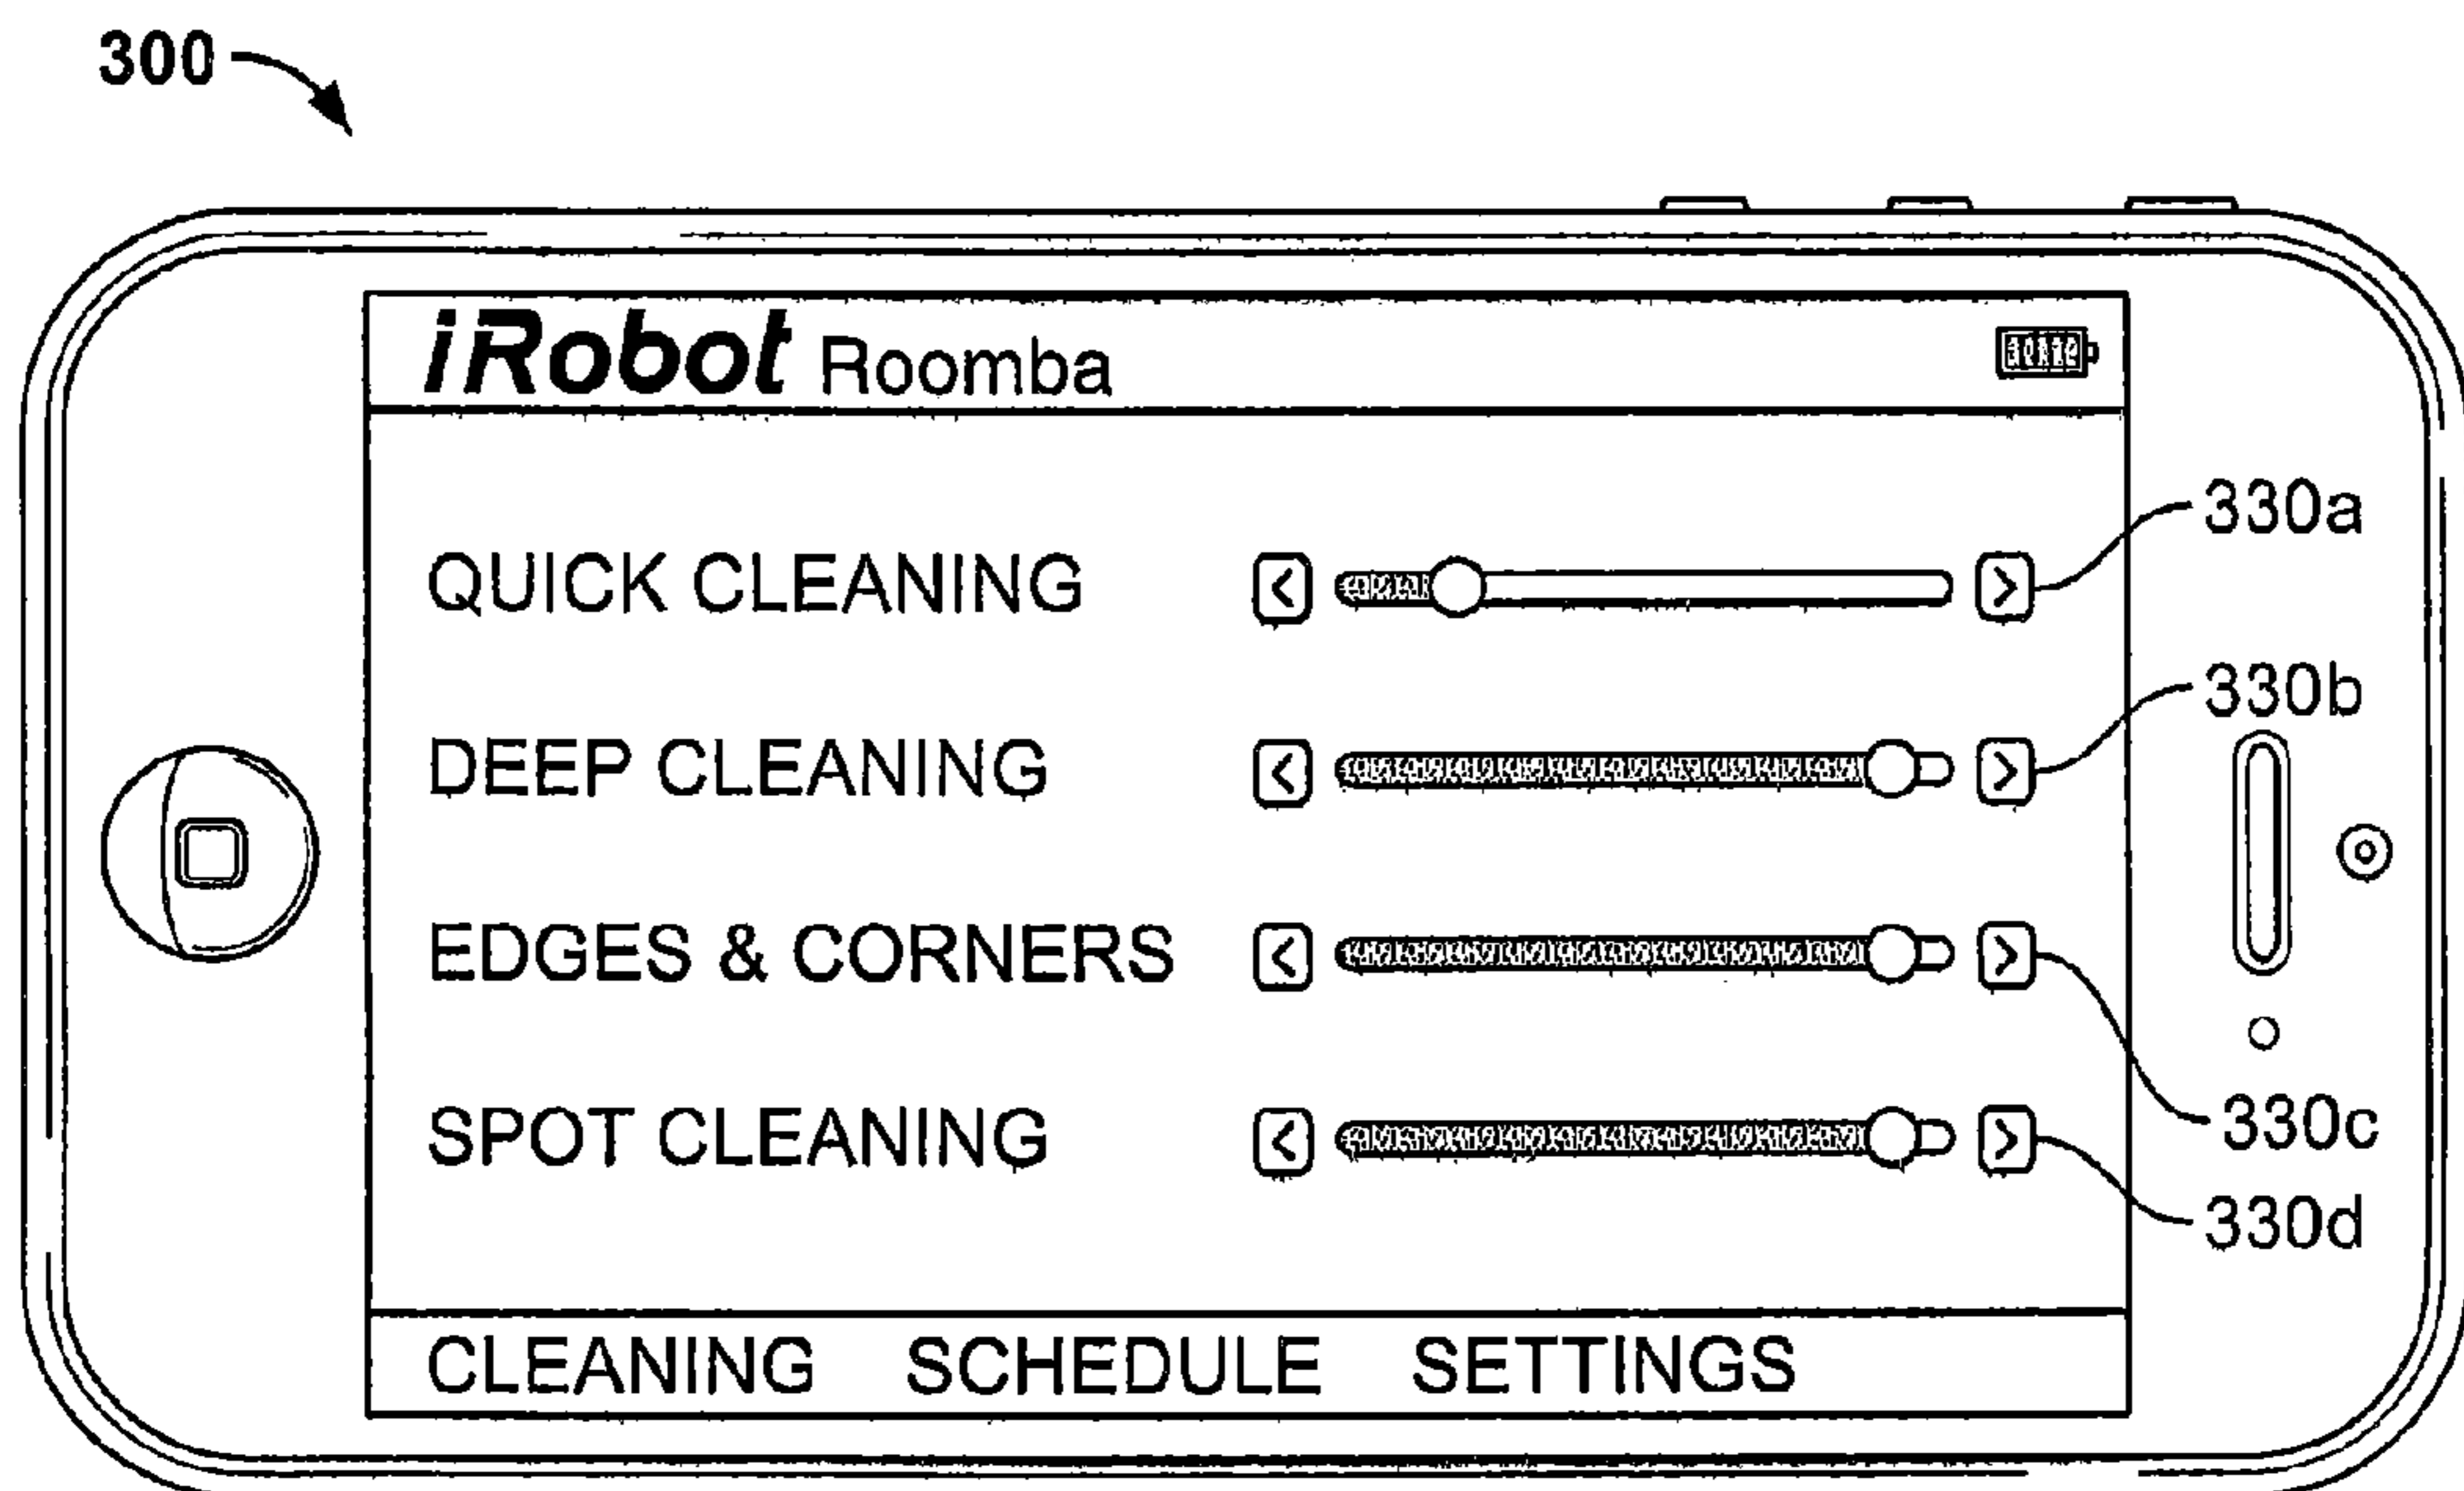 300
iRobot Roomba
QUICK CLEANING < > 330a
DEEP CLEANING < > 330b
EDGES & CORNERS < > 330c
SPOT CLEANING < > 330d
CLEANING SCHEDULE SETTINGS